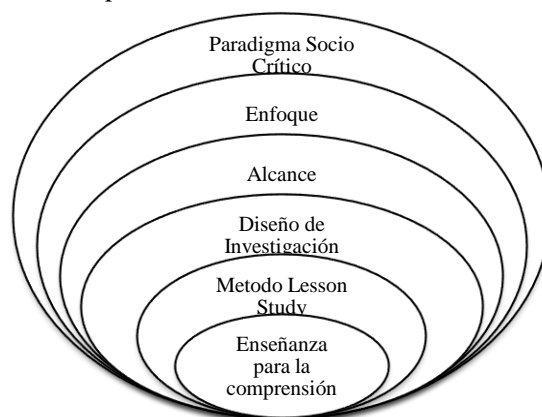 Paradigma Socio
Crítico
Enfoque
Alcance
Diseño de
Investigación
Metodo Lesson
Study
Enseñanza
para la
comprensión